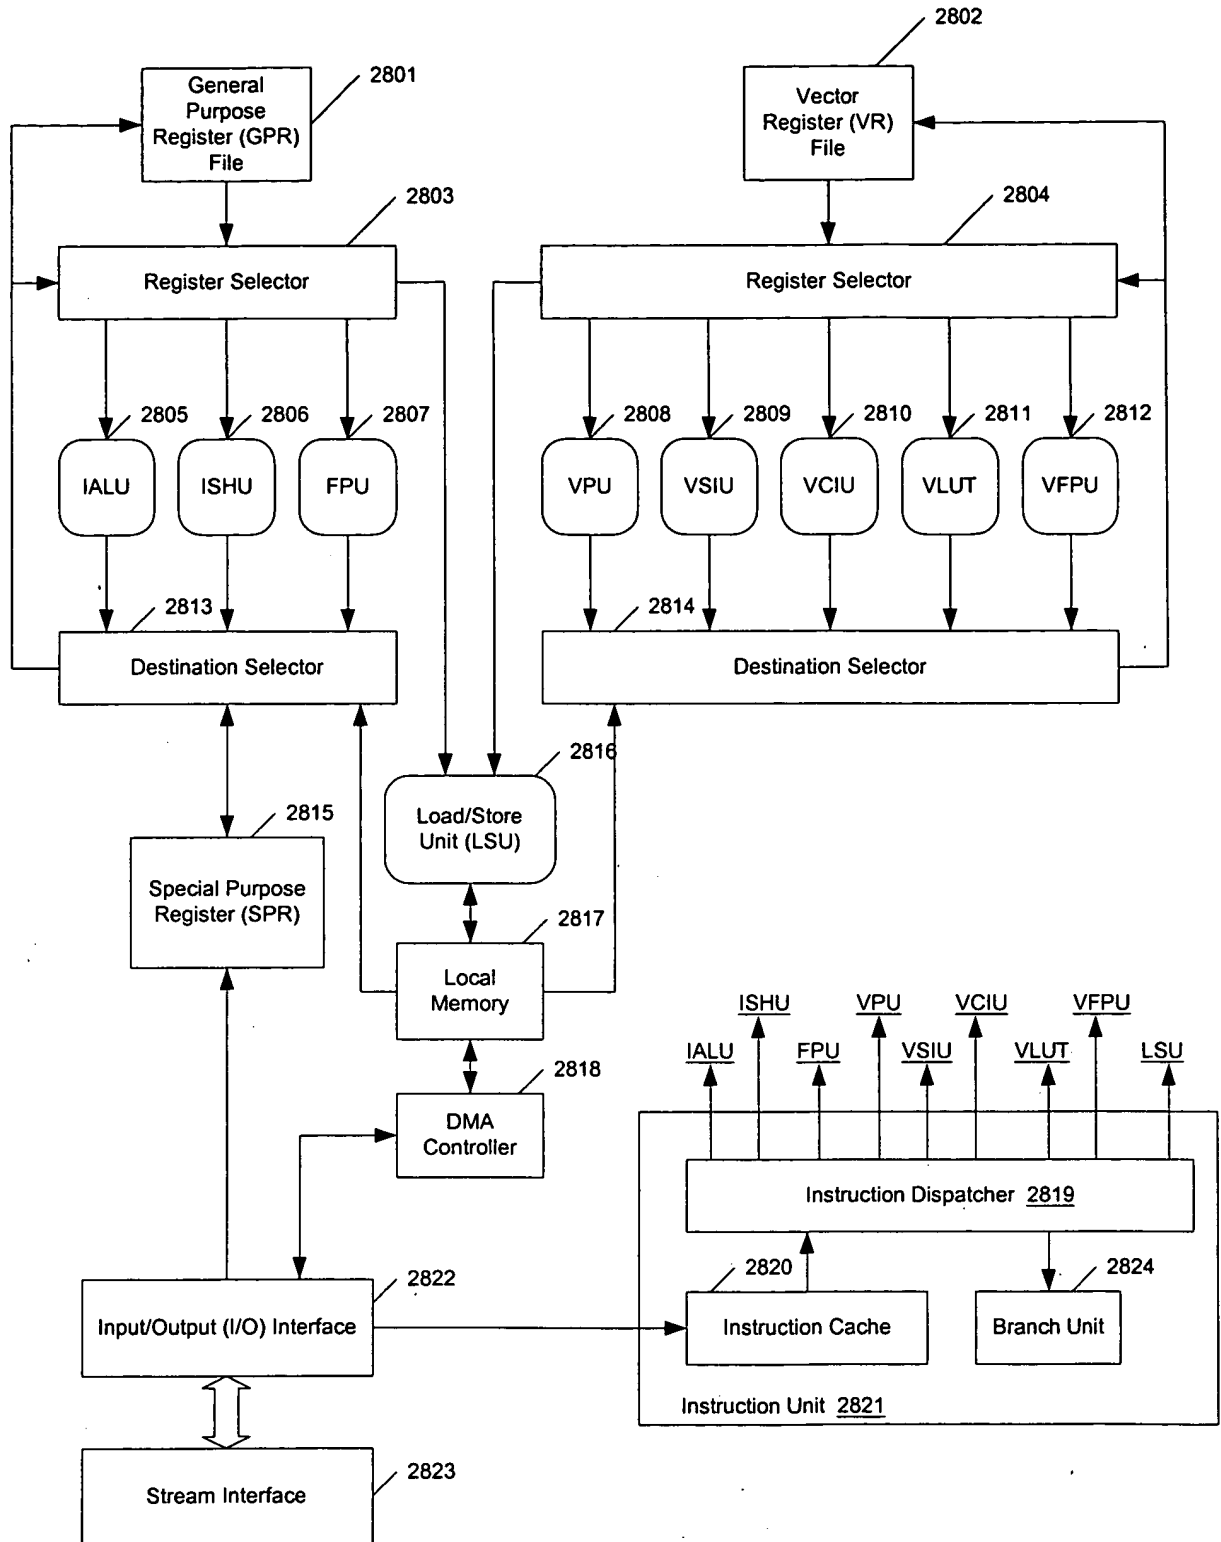 2802
2801
General
Purpose
Register (GPR)
File
Vector
Register (VR)
File
2803
2804
Register Selector
Register Selector
2805
2806
2807
2808
2809
2810
2811
2812
IALU
ISHU
FPU
VPU
VSIU
VCIU
VLUT
VFPU
2813
2814
Destination Selector
Destination Selector
2816
2815
Load/Store
Unit (LSU)
Special Purpose
Register (SPR)
2817
Local
Memory
ISHU
VPU
VCIU
VFPU
IALU
FPU
VSIU
VLUT
LSU
2818
DMA
Controller
Instruction Dispatcher 2819
2822
2820
2824
Input/Output (I/O) Interface
Instruction Cache
Branch Unit
Instruction Unit 2821
2823
Stream Interface